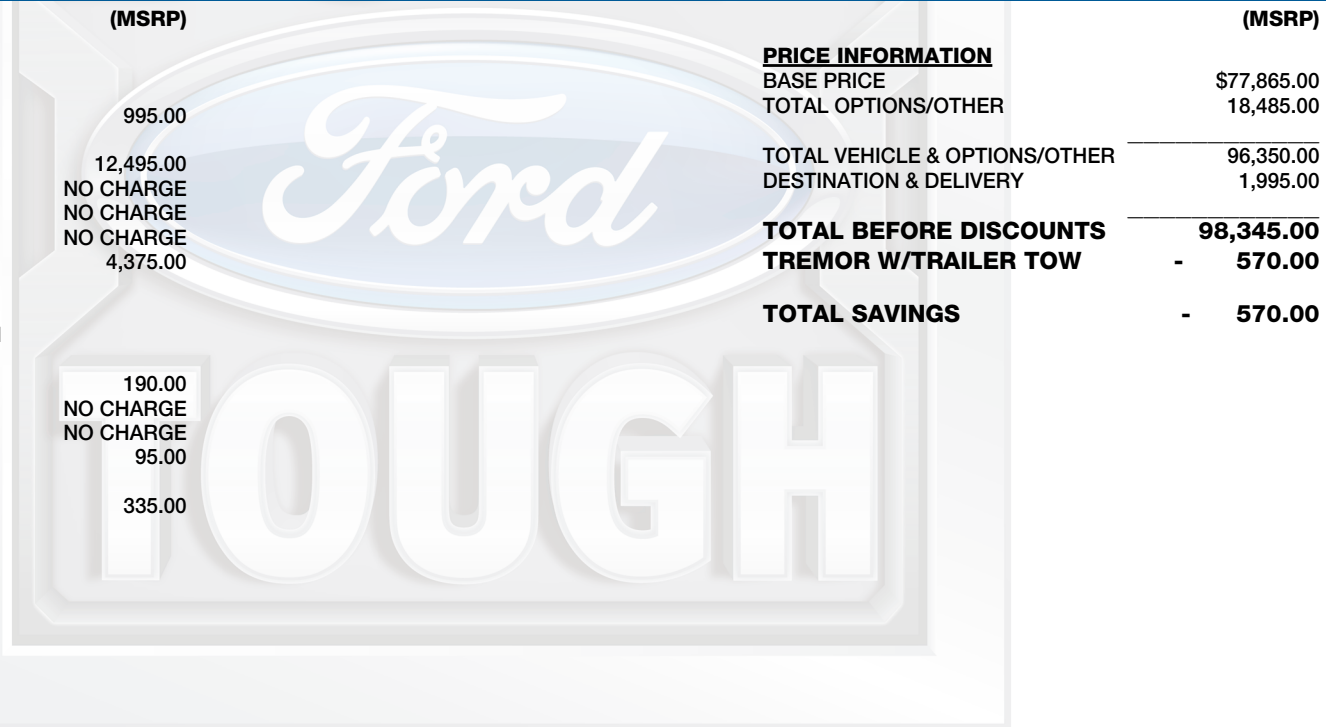 (MSRP)
995.00
12,495.00
NO CHARGE
NO CHARGE
NO CHARGE
4,375.00
190.00
NO CHARGE
NO CHARGE
95.00
335.00
(MSRP)
PRICE INFORMATION
BASE PRICE $77,865.00
TOTAL OPTIONS/OTHER 18,485.00
TOTAL VEHICLE & OPTIONS/OTHER 96,350.00
DESTINATION & DELIVERY 1,995.00
TOTAL BEFORE DISCOUNTS 98,345.00
TREMOR W/TRAILER TOW - 570.00
TOTAL SAVINGS - 570.00
Ford
TOUGH